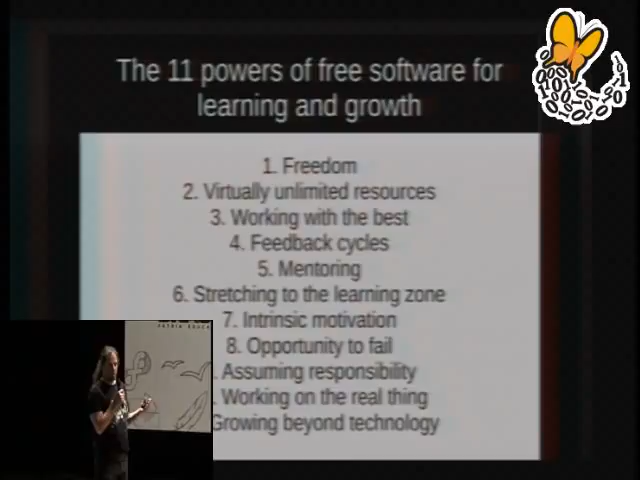 The 11 powers of free software for
learning and growth
1. Freedom
2. Virtually unlimited resources
3. Working with the best
4. Feedback cycles
5. Mentoring
6. Stretching to the learning zone
7. Intrinsic motivation
8. Opportunity to fail
. Assuming responsibility
. Working on the real thing
Growing beyond technology